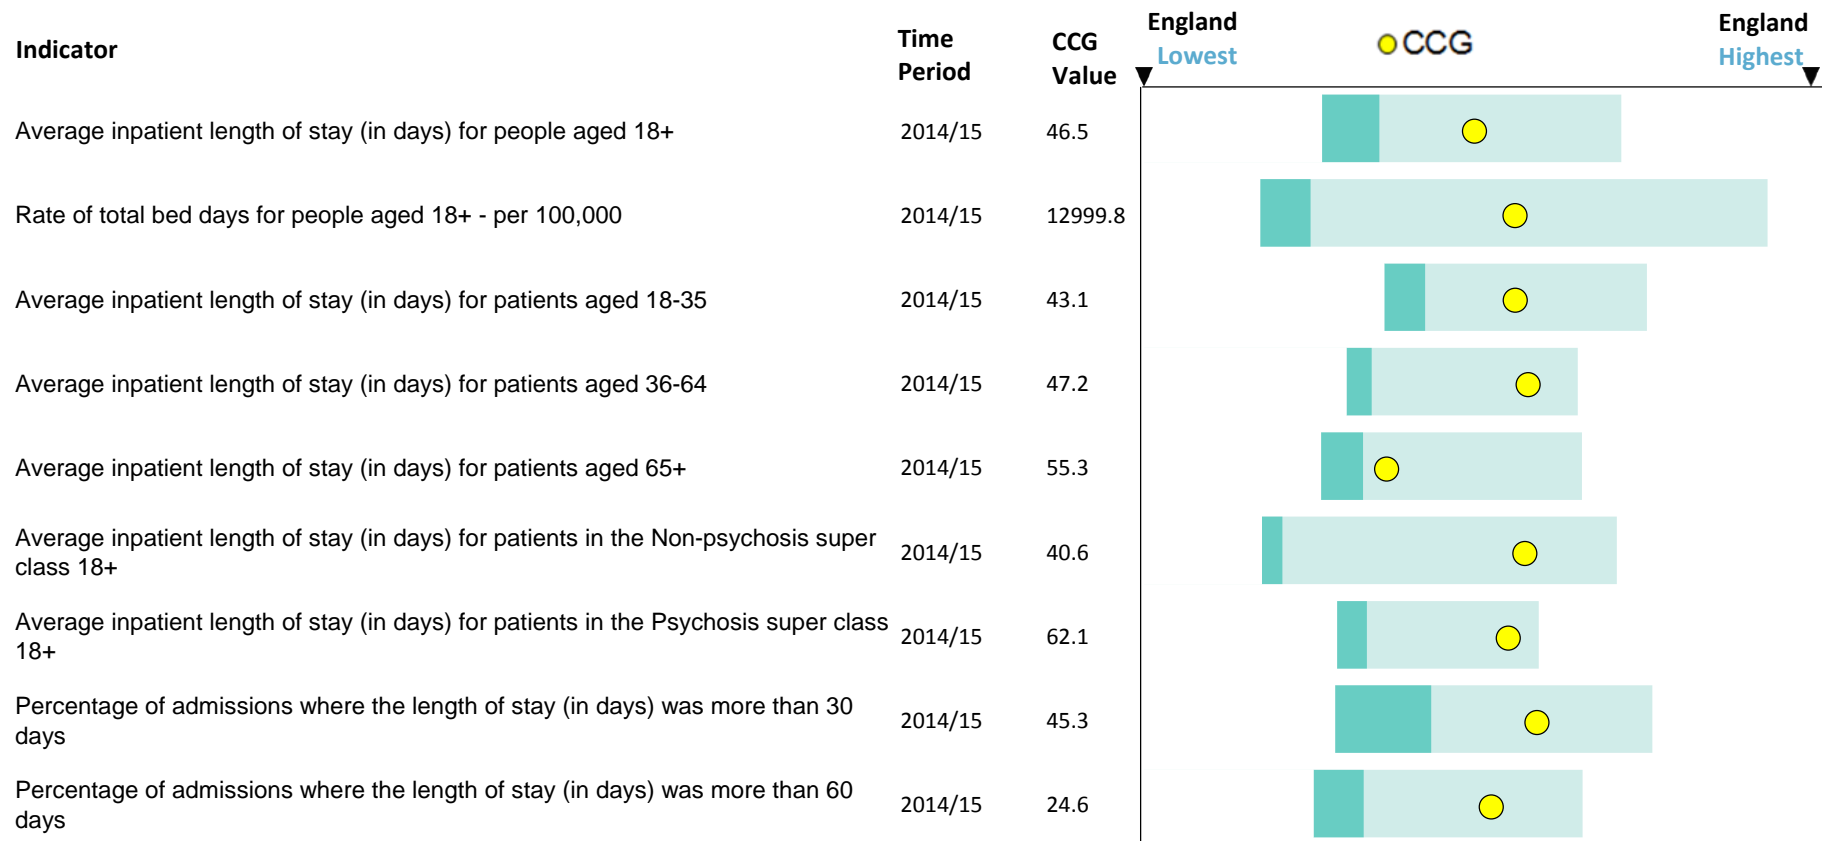 Indicator
Time
Period
CCG
Value
England
Lowest
CCG
England
Highest
Average inpatient length of stay (in days) for people aged 18+ 2014/15 46.5
Rate of total bed days for people aged 18+ - per 100,000 2014/15 12999.8
Average inpatient length of stay (in days) for patients aged 18-35 2014/15 43.1
Average inpatient length of stay (in days) for patients aged 36-64 2014/15 47.2
Average inpatient length of stay (in days) for patients aged 65+ 2014/15 55.3
Average inpatient length of stay (in days) for patients in the Non-psychosis super
class 18+
2014/15 40.6
Average inpatient length of stay (in days) for patients in the Psychosis super class
18+
2014/15 62.1
Percentage of admissions where the length of stay (in days) was more than 30
days
2014/15 45.3
Percentage of admissions where the length of stay (in days) was more than 60
days
2014/15 24.6